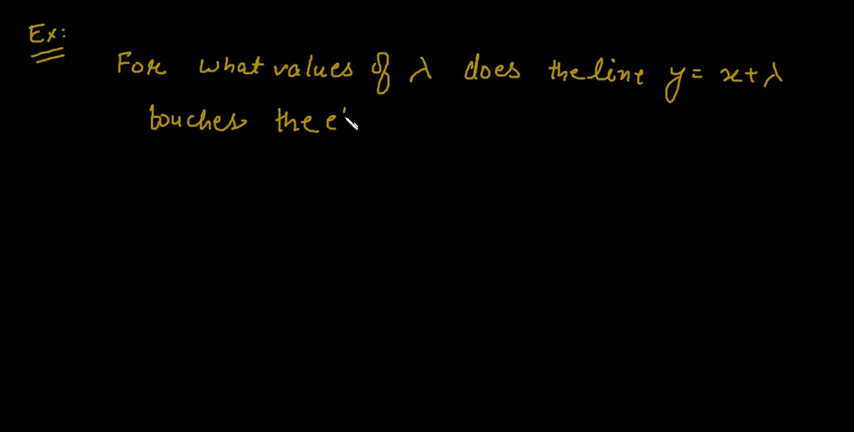 Ex:
For what values of λ does the line y = x + λ
touches the e